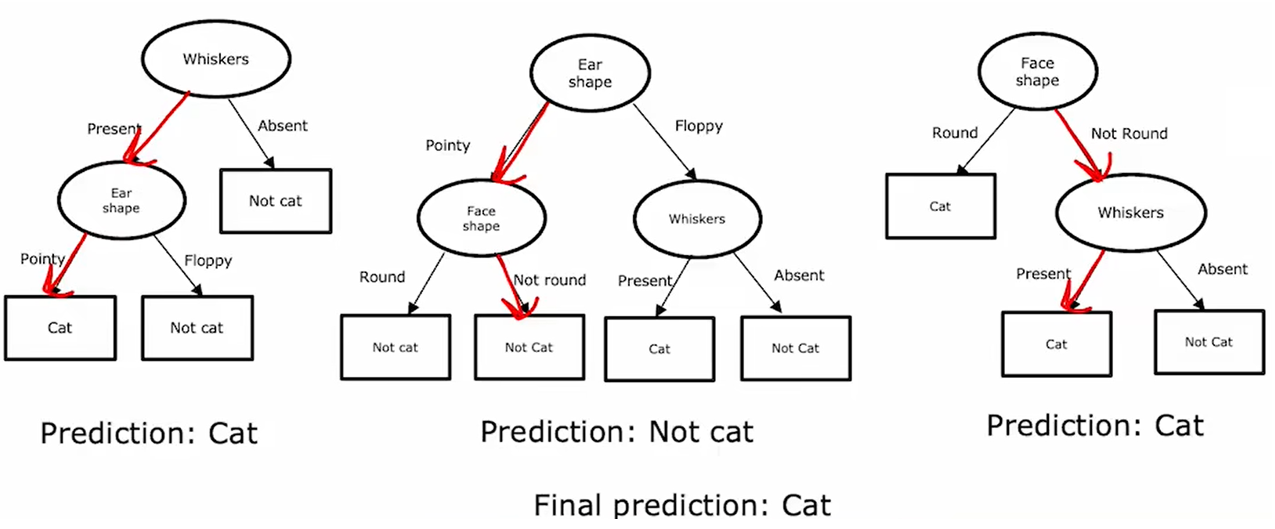 Whiskers
Present
Absent
Ear
shape
Not cat
Pointy
Floppy
Cat
Not cat
Prediction: Cat
Ear
shape
Pointy
Floppy
Face
shape
Whiskers
Round
Not round
Present
Absent
Not cat
Not Cat
Cat
Not Cat
Prediction: Not cat
Face
shape
Round
Not Round
Cat
Whiskers
Present
Absent
Cat
Not Cat
Prediction: Cat
Final prediction: Cat